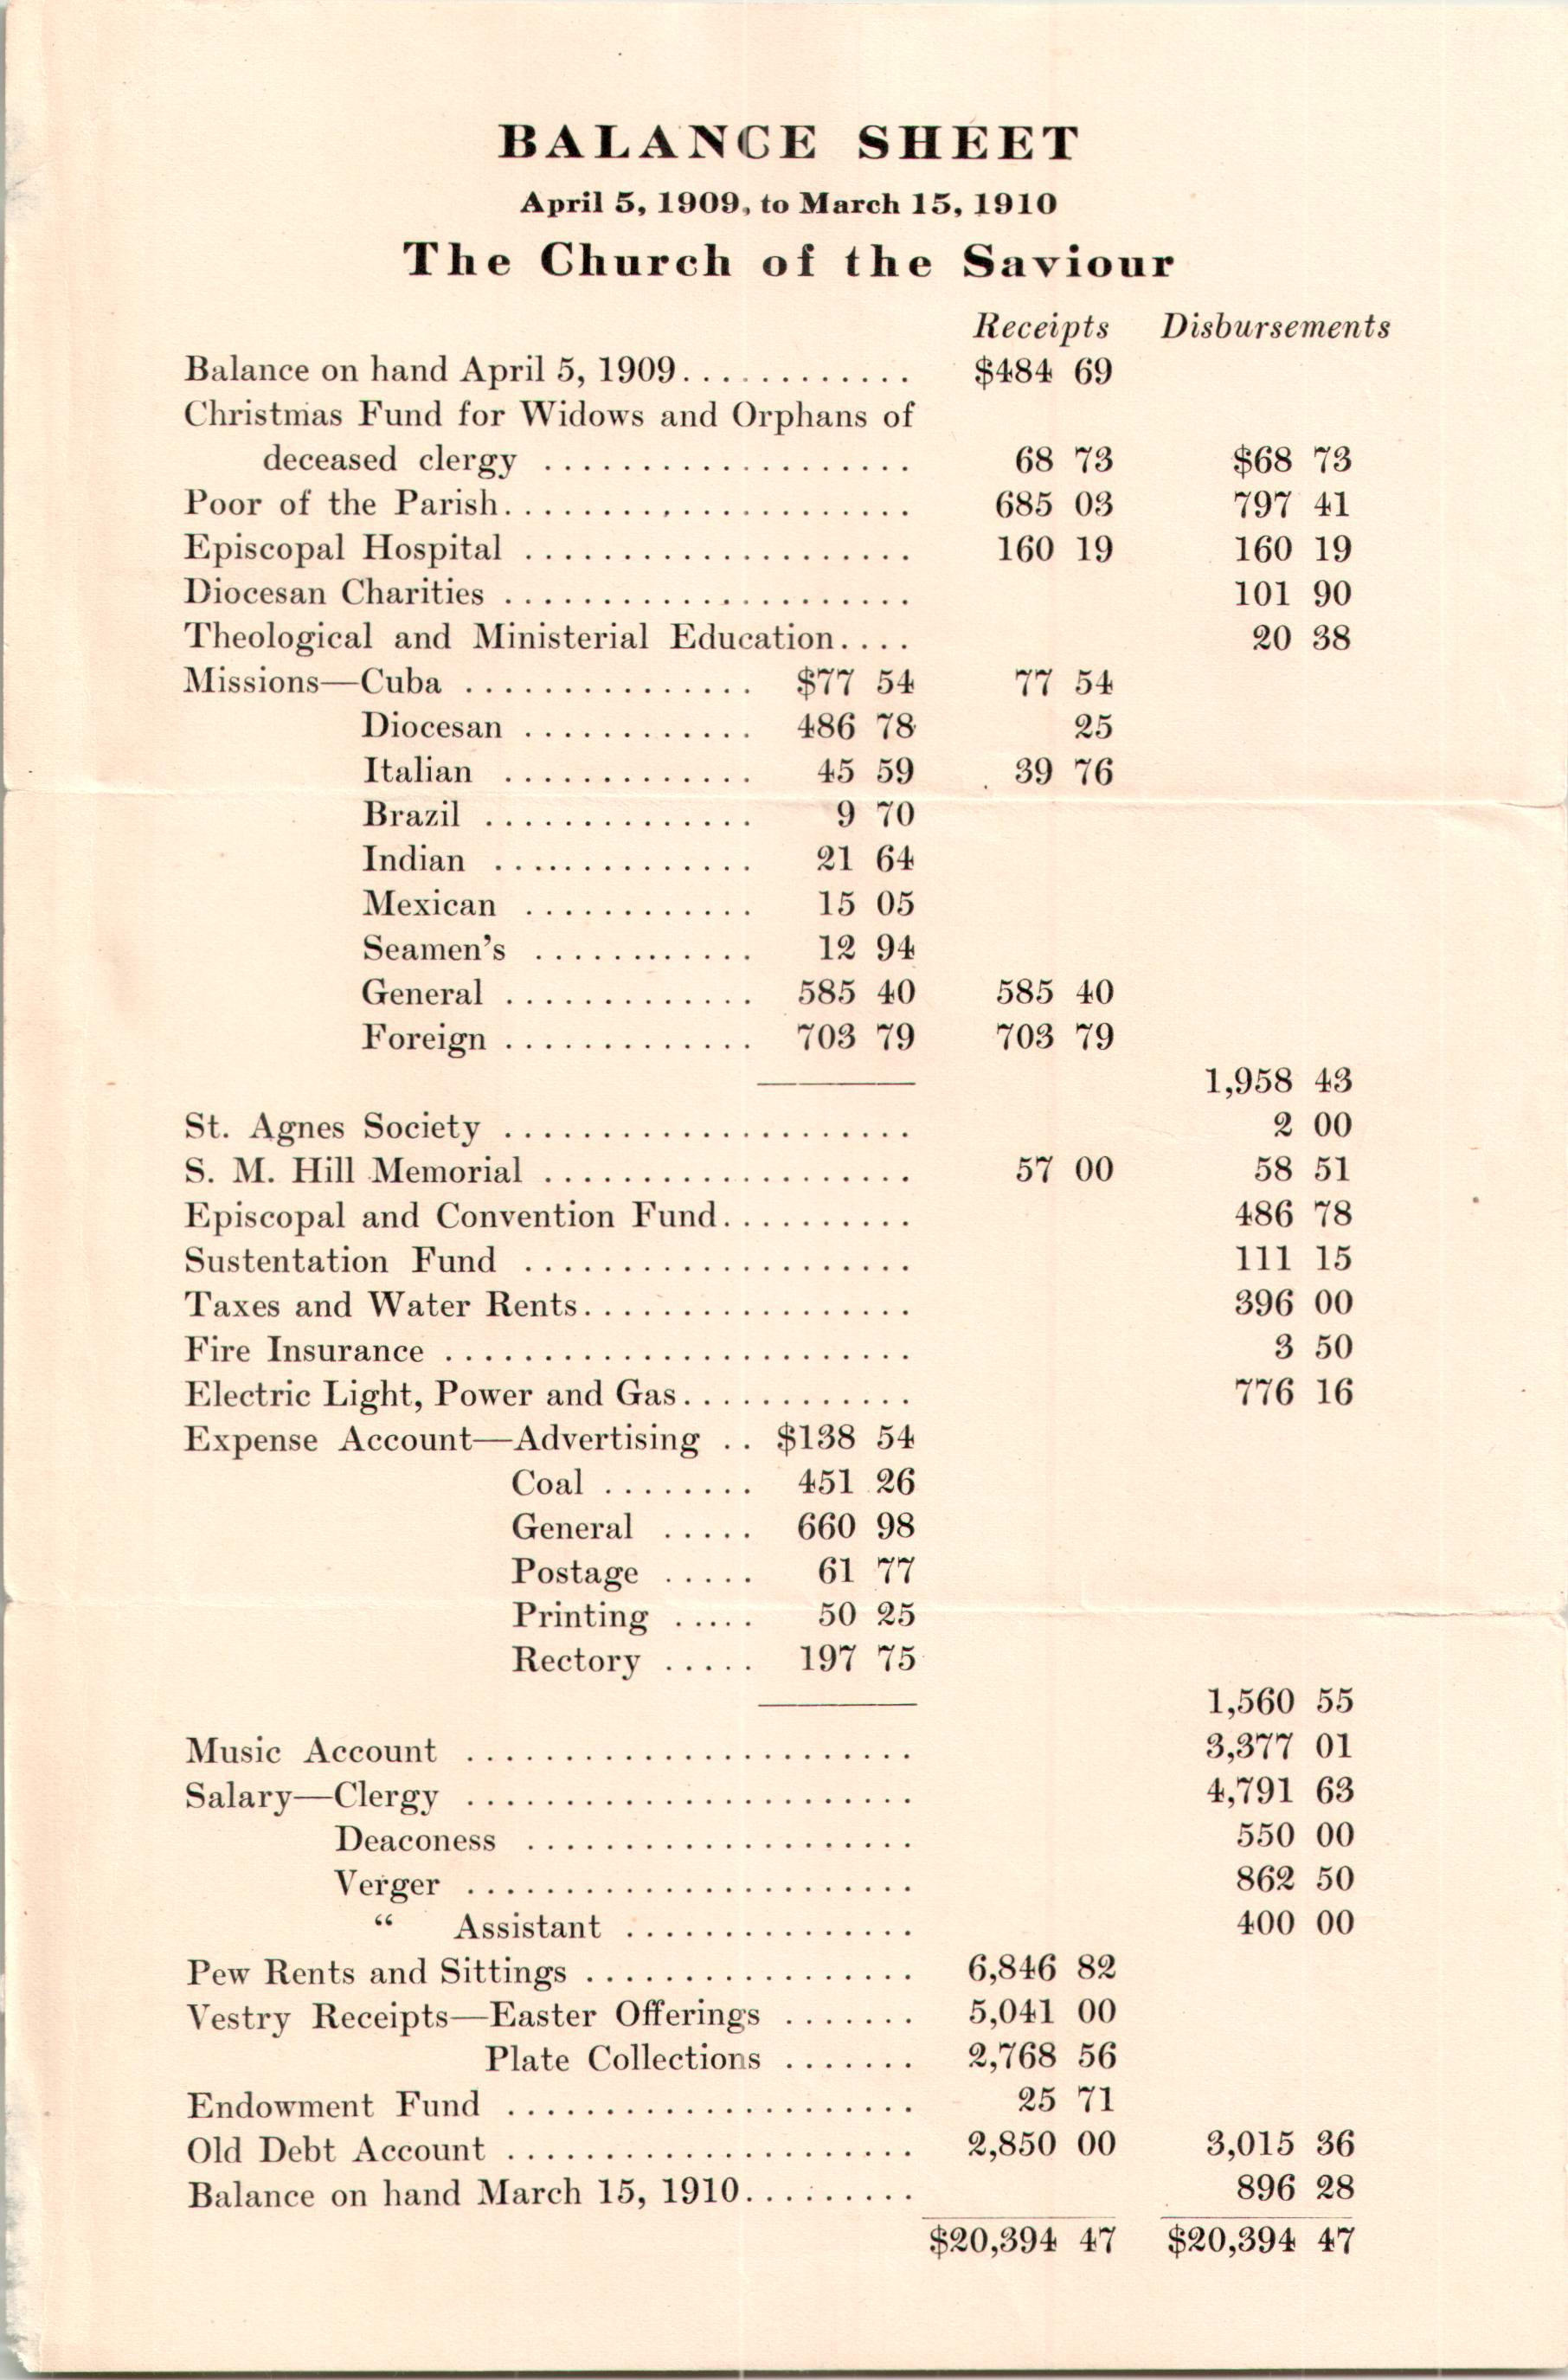 BALANCE SHEET
April 5, 1909, to March 15, 1910
The Church of the Saviour
Receipts Disbursements
Balance on hand April 5, 1909............. $484 69
Christmas Fund for Widows and Orphans of
deceased clergy ................... 68 73 $68 73
Poor of the Parish..................... 685 03 797 41
Episcopal Hospital .................... 160 19 160 19
Diocesan Charities ..................... 101 90
Theological and Ministerial Education.... 20 38
Missions—Cuba ............... $77 54 77 54
Diocesan ............ 486 78 25
Italian ............. 45 59 39 76
Brazil .............. 9 70
Indian .............. 21 64
Mexican ............ 15 05
Seamen's ........... 12 94
General ............. 585 40 585 40
Foreign ............. 703 79 703 79
1,958 43
St. Agnes Society ..................... 2 00
S. M. Hill Memorial ................... 57 00 58 51
Episcopal and Convention Fund.......... 486 78
Sustentation Fund .................... 111 15
Taxes and Water Rents................. 396 00
Fire Insurance ........................ 3 50
Electric Light, Power and Gas............ 776 16
Expense Account—Advertising .. $138 54
Coal ........ 451 26
General ..... 660 98
Postage ..... 61 77
Printing ..... 50 25
Rectory ..... 197 75
1,560 55
Music Account ....................... 3,377 01
Salary—Clergy ....................... 4,791 63
Deaconess .................... 550 00
Verger ....................... 862 50
“ Assistant ............... 400 00
Pew Rents and Sittings ................. 6,846 82
Vestry Receipts—Easter Offerings ....... 5,041 00
Plate Collections ....... 2,768 56
Endowment Fund ..................... 25 71
Old Debt Account ..................... 2,850 00 3,015 36
Balance on hand March 15, 1910......... 896 28
$20,394 47 $20,394 47